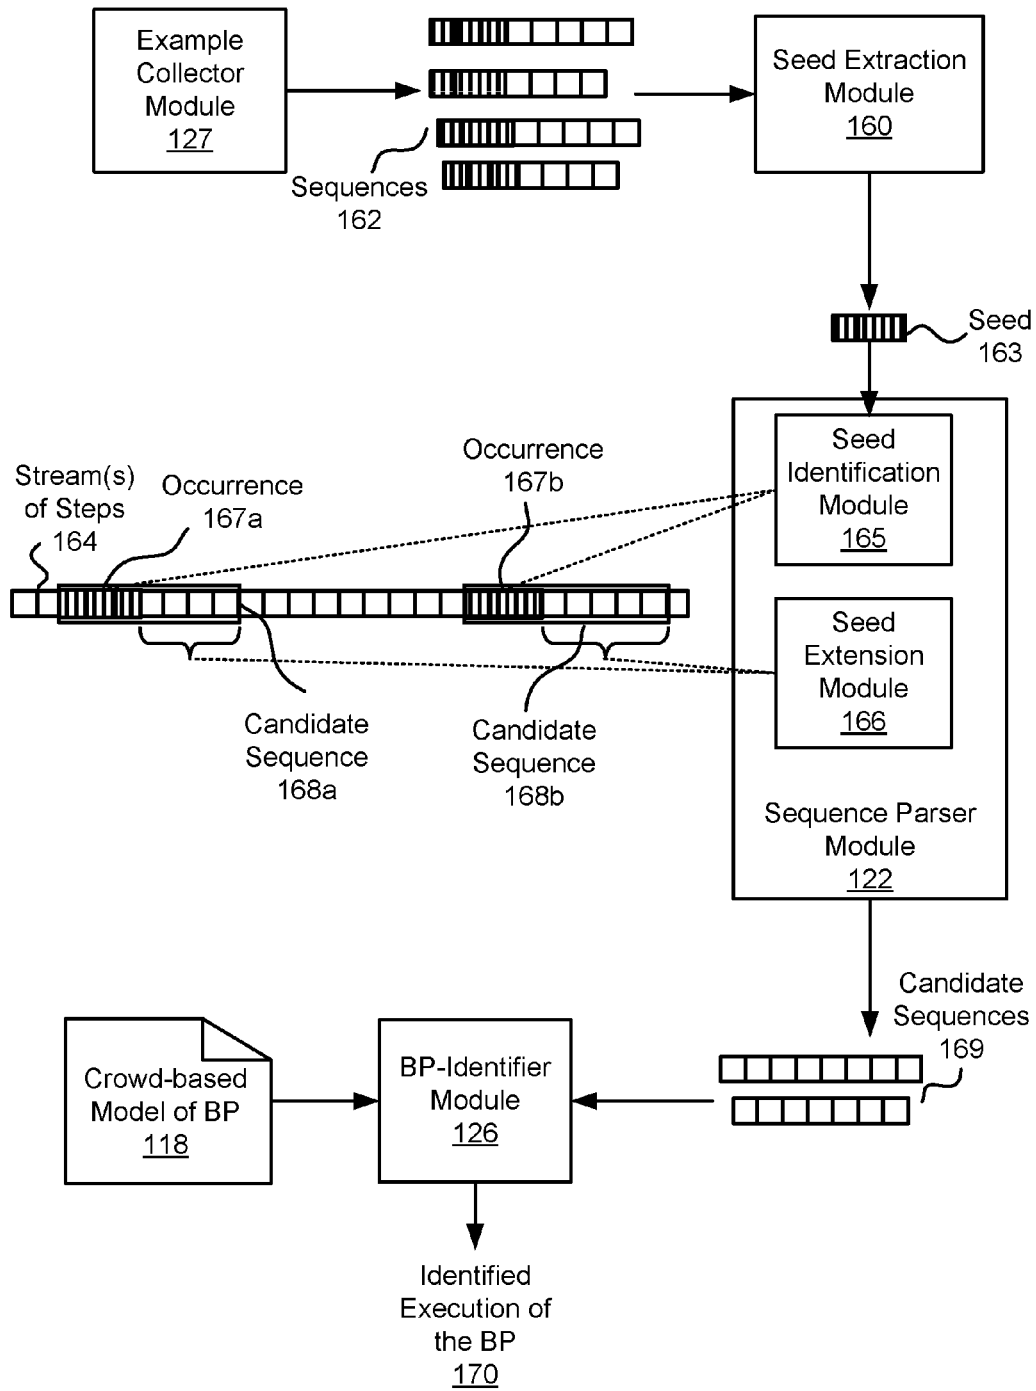 Example
Collector
Module
127
Sequences
162
Seed Extraction
Module
160
Seed
163
Stream(s)
of Steps
164
Occurrence
167a
Occurrence
167b
Seed
Identification
Module
165
Seed
Extension
Module
166
Candidate
Sequence
168a
Candidate
Sequence
168b
Sequence Parser
Module
122
Candidate
Sequences
169
Crowd-based
Model of BP
118
BP-Identifier
Module
126
Identified
Execution of
the BP
170